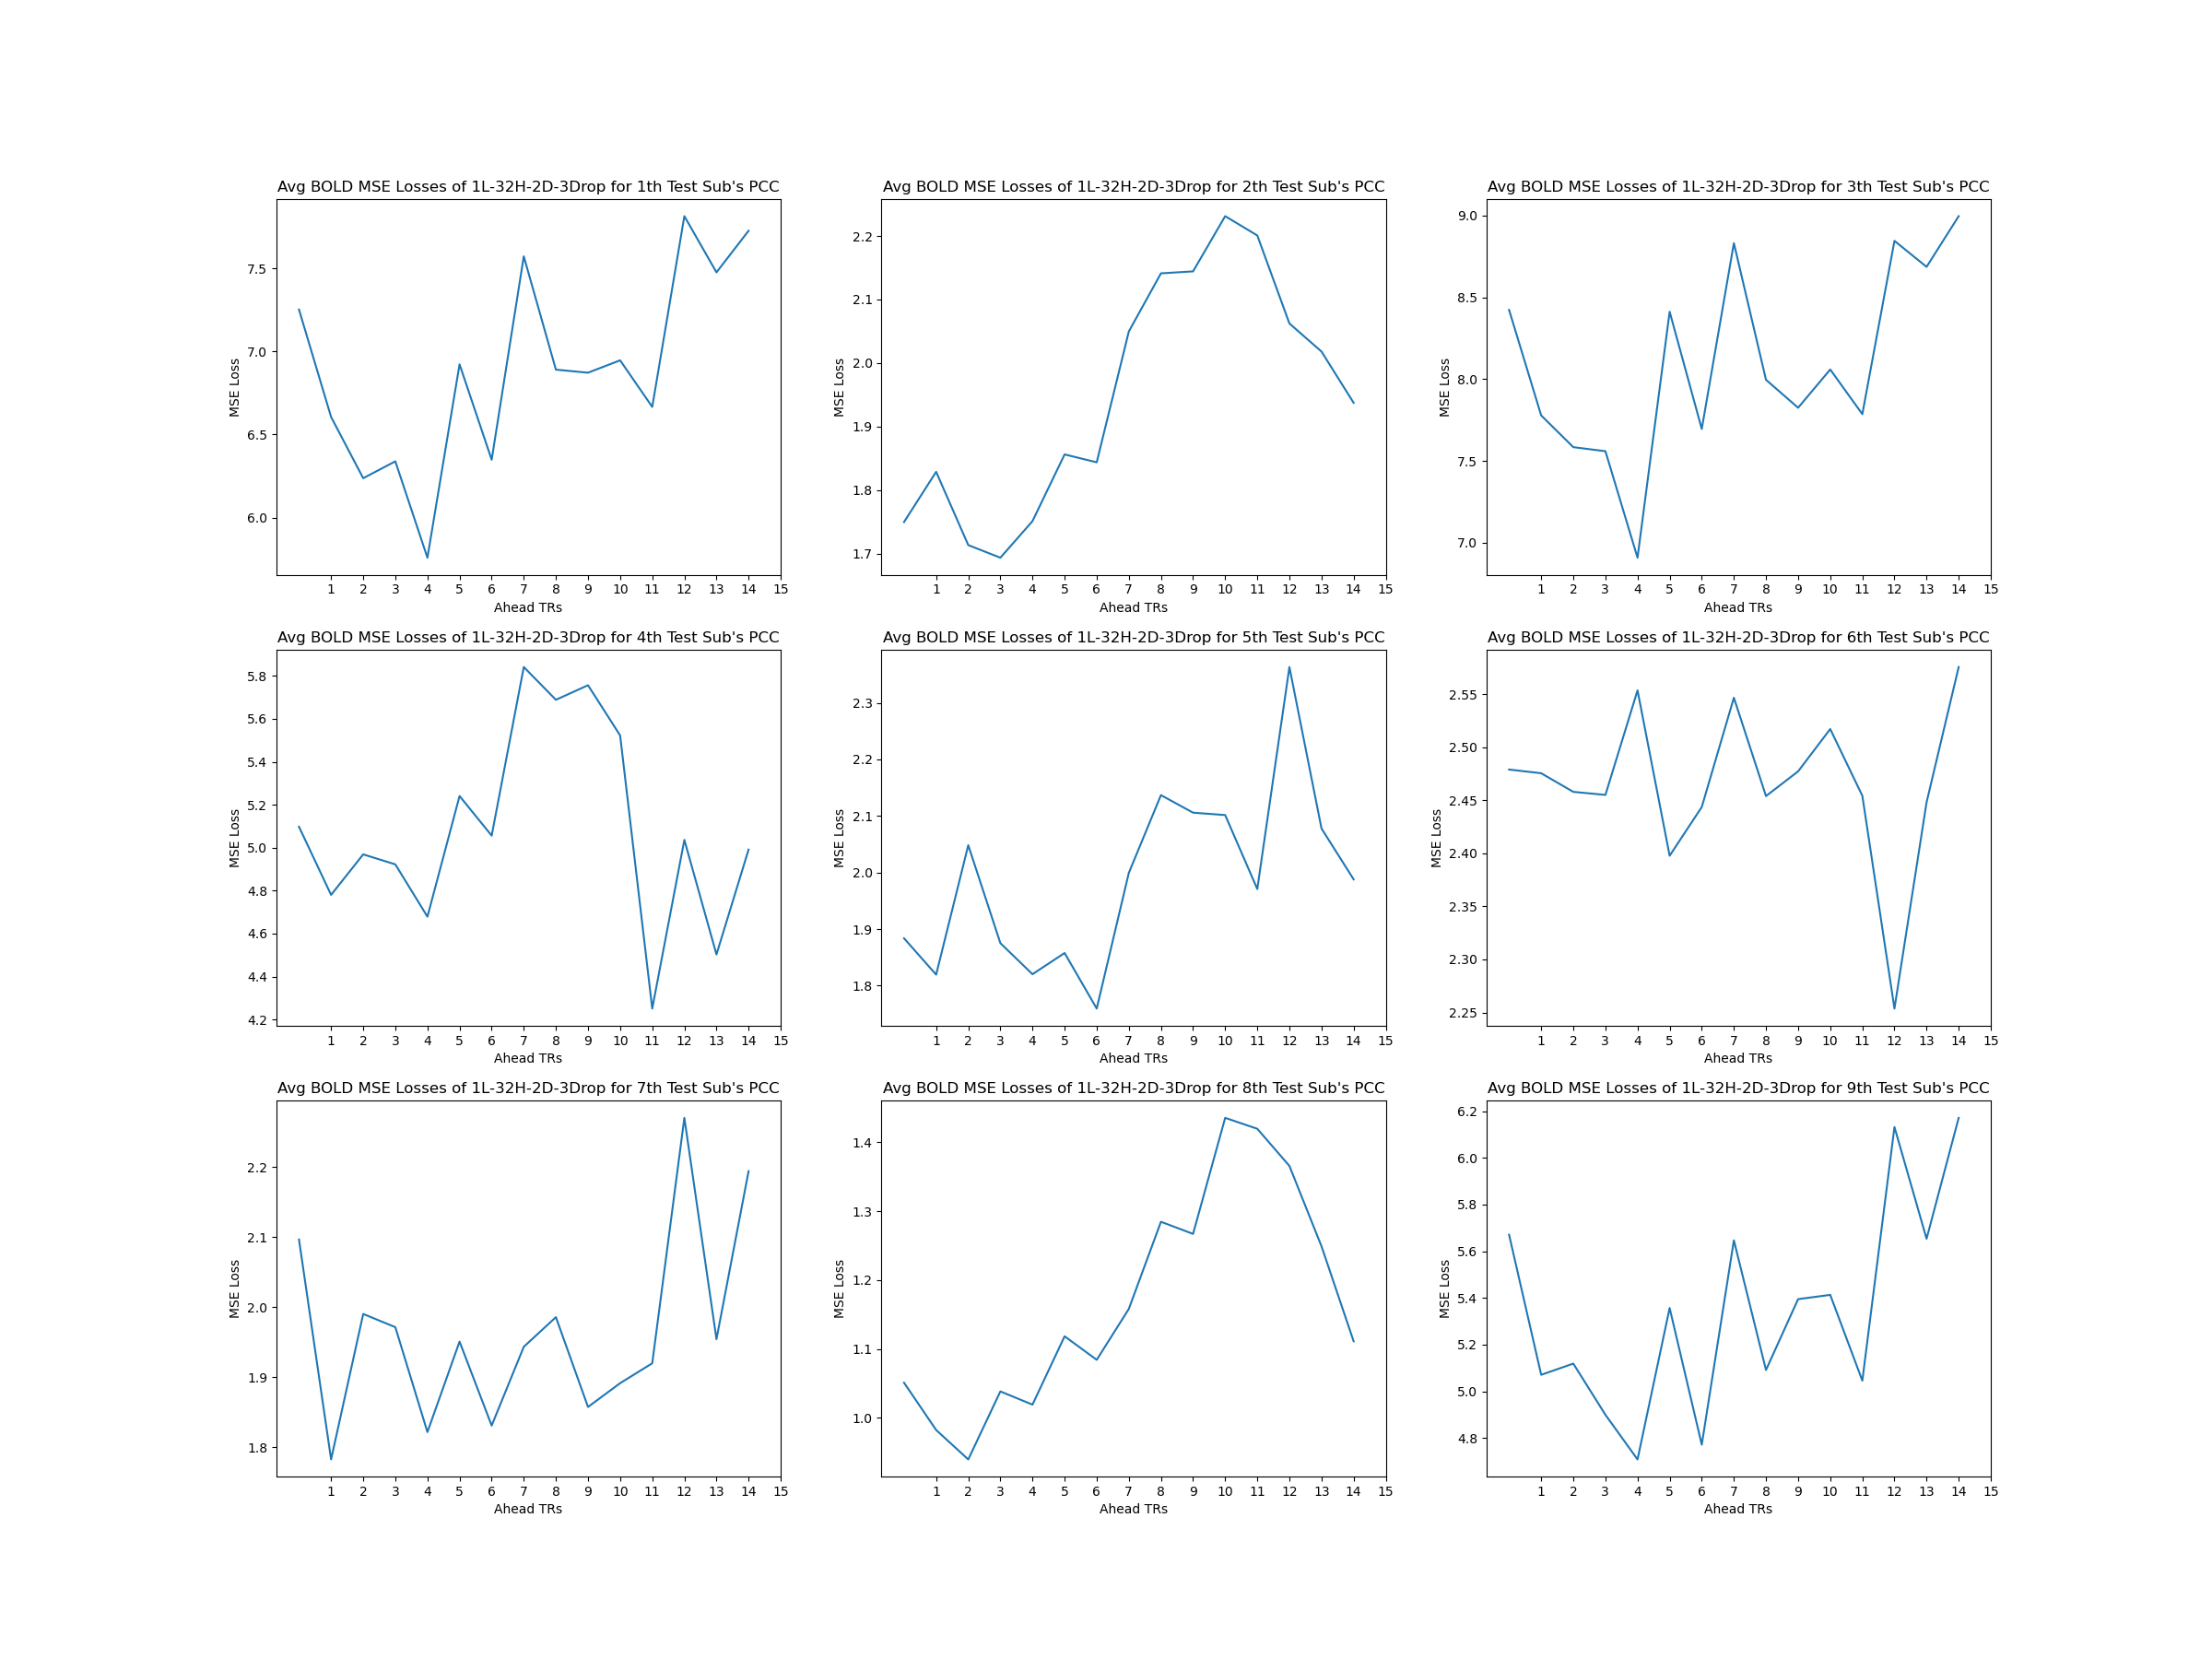 Avg BOLD MSE Losses of 1L-32H-2D-3Drop for 1th Test Sub's PCC
MSE Loss
7.5
7.0
6.5
6.0
1 2 3 4 5 6 7 8 9 10 11 12 13 14 15
Ahead TRs
Avg BOLD MSE Losses of 1L-32H-2D-3Drop for 2th Test Sub's PCC
MSE Loss
2.2
2.1
2.0
1.9
1.8
1.7
1 2 3 4 5 6 7 8 9 10 11 12 13 14 15
Ahead TRs
Avg BOLD MSE Losses of 1L-32H-2D-3Drop for 3th Test Sub's PCC
MSE Loss
9.0
8.5
8.0
7.5
7.0
1 2 3 4 5 6 7 8 9 10 11 12 13 14 15
Ahead TRs
Avg BOLD MSE Losses of 1L-32H-2D-3Drop for 4th Test Sub's PCC
MSE Loss
5.8
5.6
5.4
5.2
5.0
4.8
4.6
4.4
4.2
1 2 3 4 5 6 7 8 9 10 11 12 13 14 15
Ahead TRs
Avg BOLD MSE Losses of 1L-32H-2D-3Drop for 5th Test Sub's PCC
MSE Loss
2.3
2.2
2.1
2.0
1.9
1.8
1 2 3 4 5 6 7 8 9 10 11 12 13 14 15
Ahead TRs
Avg BOLD MSE Losses of 1L-32H-2D-3Drop for 6th Test Sub's PCC
MSE Loss
2.55
2.50
2.45
2.40
2.35
2.30
2.25
1 2 3 4 5 6 7 8 9 10 11 12 13 14 15
Ahead TRs
Avg BOLD MSE Losses of 1L-32H-2D-3Drop for 7th Test Sub's PCC
MSE Loss
2.2
2.1
2.0
1.9
1.8
1 2 3 4 5 6 7 8 9 10 11 12 13 14 15
Ahead TRs
Avg BOLD MSE Losses of 1L-32H-2D-3Drop for 8th Test Sub's PCC
MSE Loss
1.4
1.3
1.2
1.1
1.0
1 2 3 4 5 6 7 8 9 10 11 12 13 14 15
Ahead TRs
Avg BOLD MSE Losses of 1L-32H-2D-3Drop for 9th Test Sub's PCC
MSE Loss
6.2
6.0
5.8
5.6
5.4
5.2
5.0
4.8
1 2 3 4 5 6 7 8 9 10 11 12 13 14 15
Ahead TRs